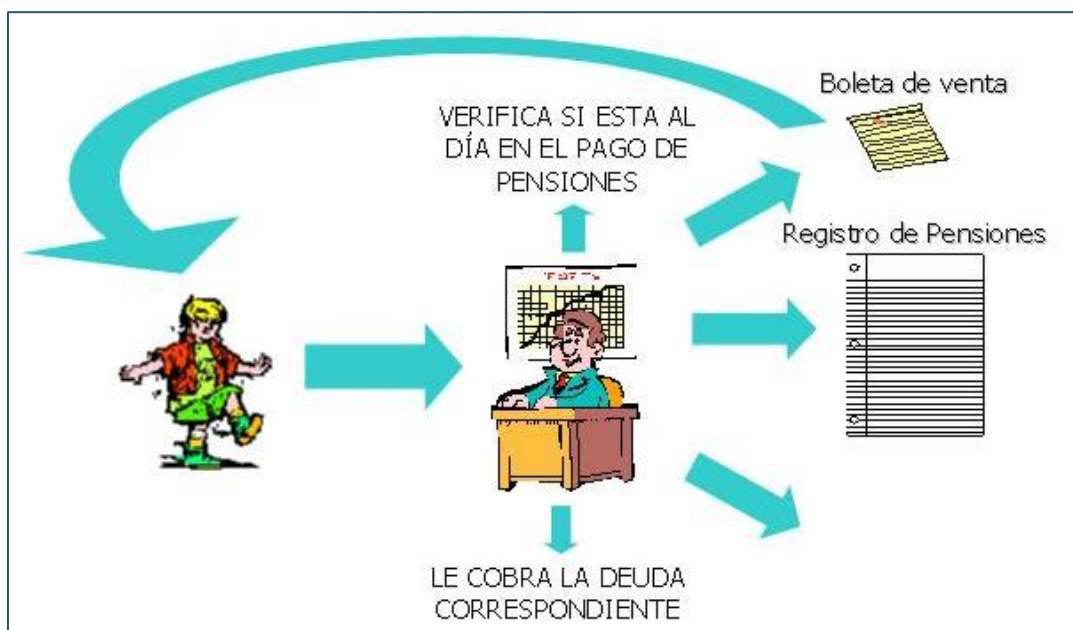 Boleta de venta
VERIFICA SI ESTA AL
DÍA EN EL PAGO DE
PENSIONES
Registro de Pensiones
LE COBRA LA DEUDA
CORRESPONDIENTE